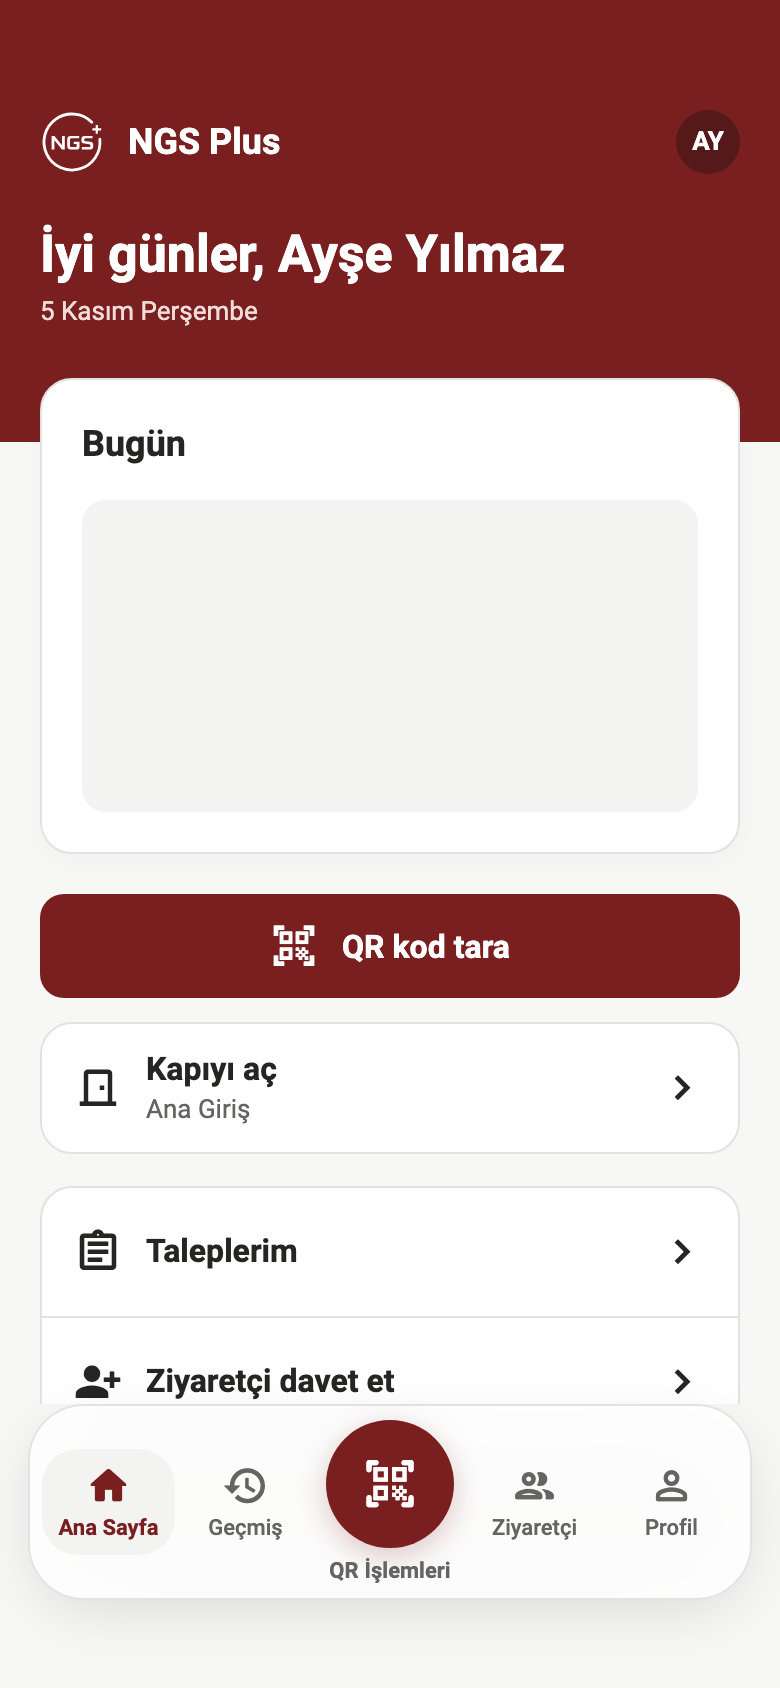 NGS+
NGS Plus
AY
İyi günler, Ayşe Yılmaz
5 Kasım Perşembe
Bugün
QR kod tara
Kapıyı aç
Ana Giriş
Taleplerim
Ziyaretçi davet et
Ana Sayfa
Geçmiş
QR İşlemleri
Ziyaretçi
Profil